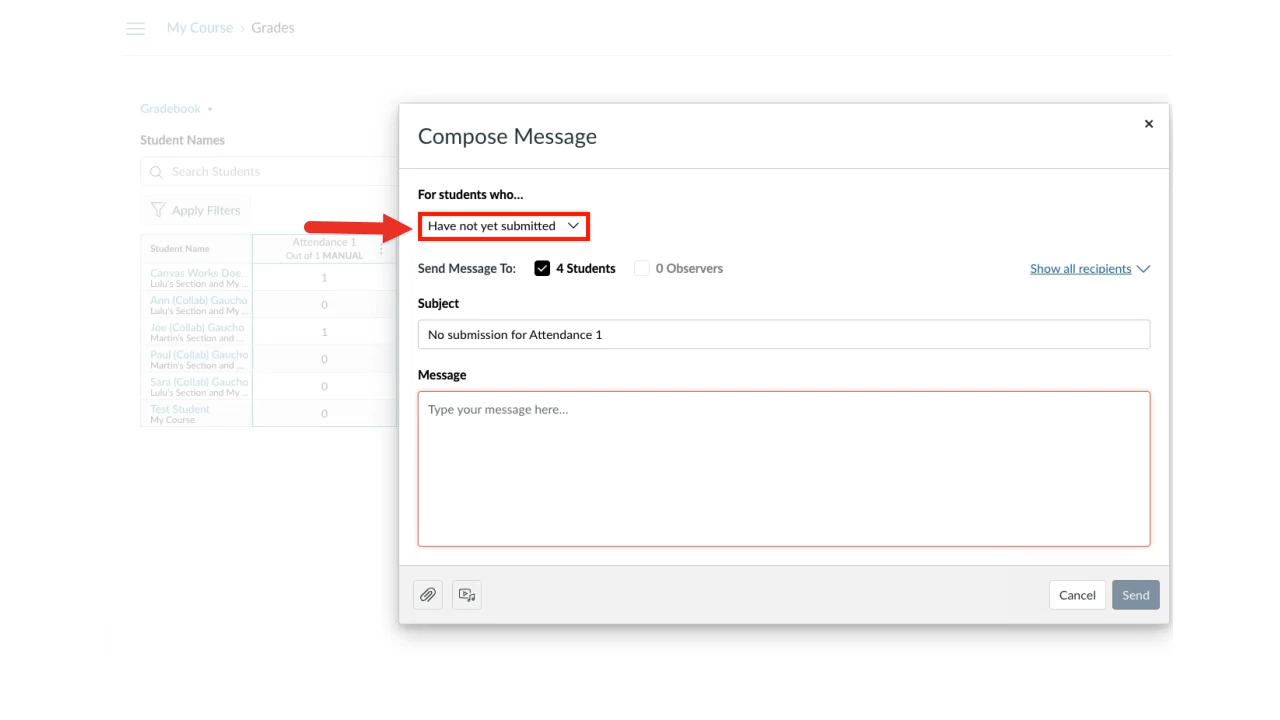 My Course › Grades
Gradebook
Student Names
Search Students
Apply Filters
Student Name
Attendance 1
Out of 1 MANUAL
Canvas Works Doe...
Lulu's Section and My ...
1
Ann (Collab) Gaucho
Lulu's Section and My ...
0
Joe (Collab) Gaucho
Martin's Section and ...
1
Paul (Collab) Gaucho
Martin's Section and ...
0
Sara (Collab) Gaucho
Lulu's Section and My ...
0
Test Student
My Course
0
Compose Message
For students who...
Have not yet submitted
Send Message To: 4 Students 0 Observers Show all recipients
Subject
No submission for Attendance 1
Message
Type your message here...
Cancel Send